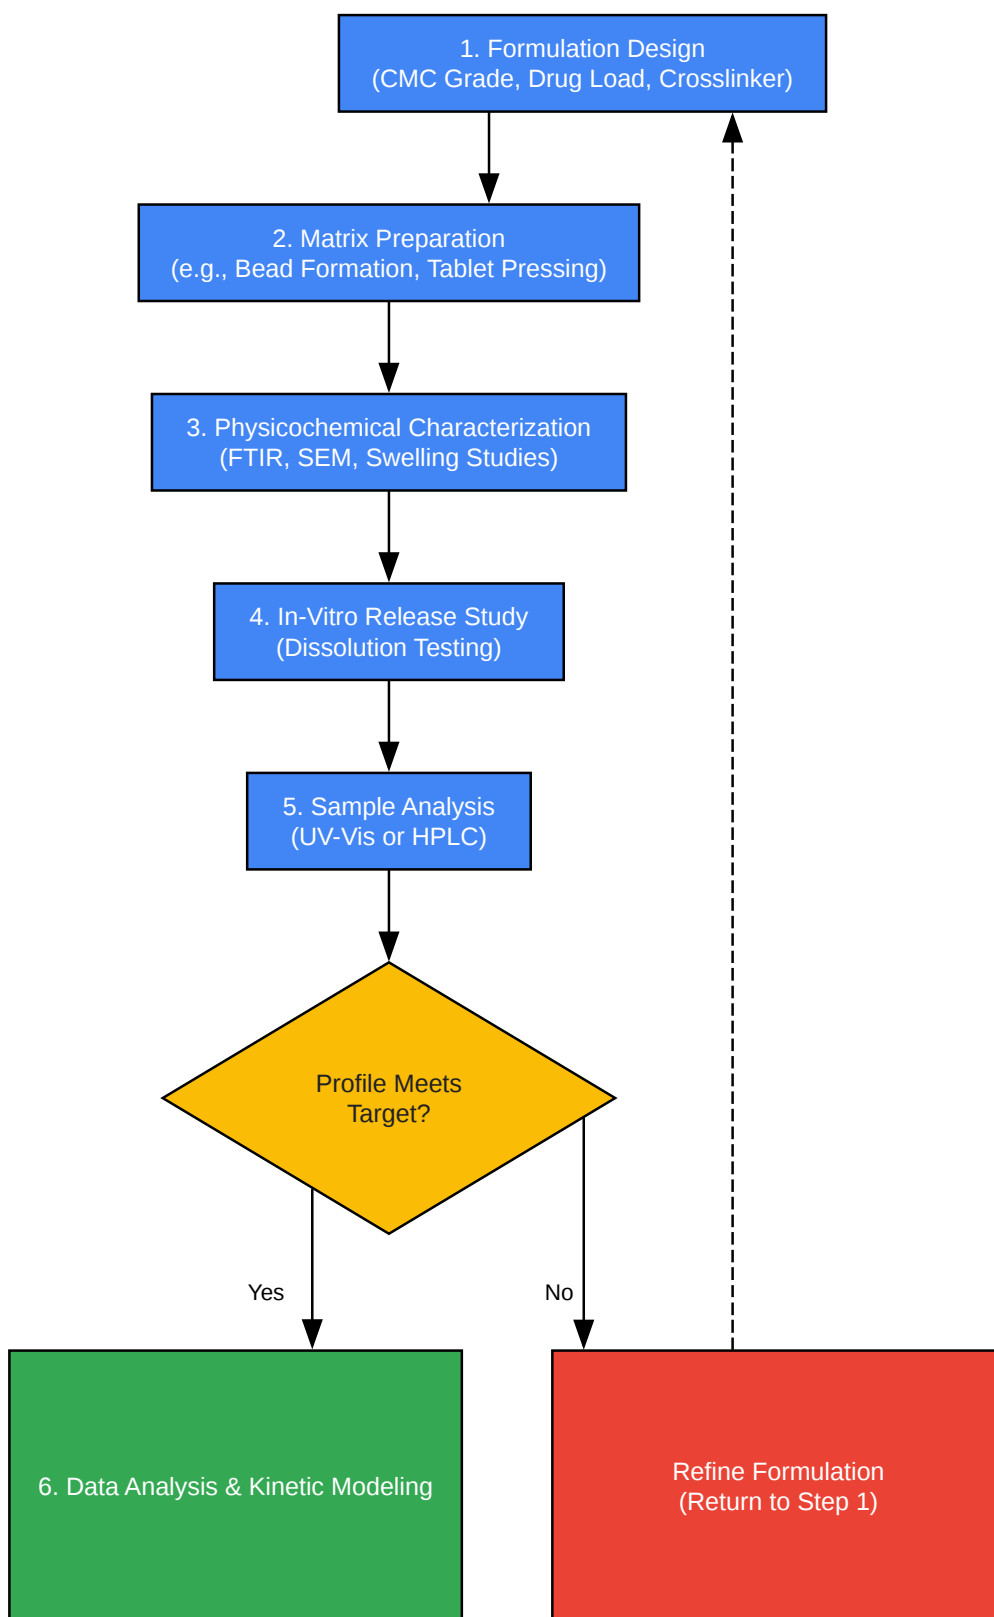 1. Formulation Design
(CMC Grade, Drug Load, Crosslinker)
2. Matrix Preparation
(e.g., Bead Formation, Tablet Pressing)
3. Physicochemical Characterization
(FTIR, SEM, Swelling Studies)
4. In-Vitro Release Study
(Dissolution Testing)
5. Sample Analysis
(UV-Vis or HPLC)
Profile Meets
Target?
Yes
No
6. Data Analysis & Kinetic Modeling
Refine Formulation
(Return to Step 1)